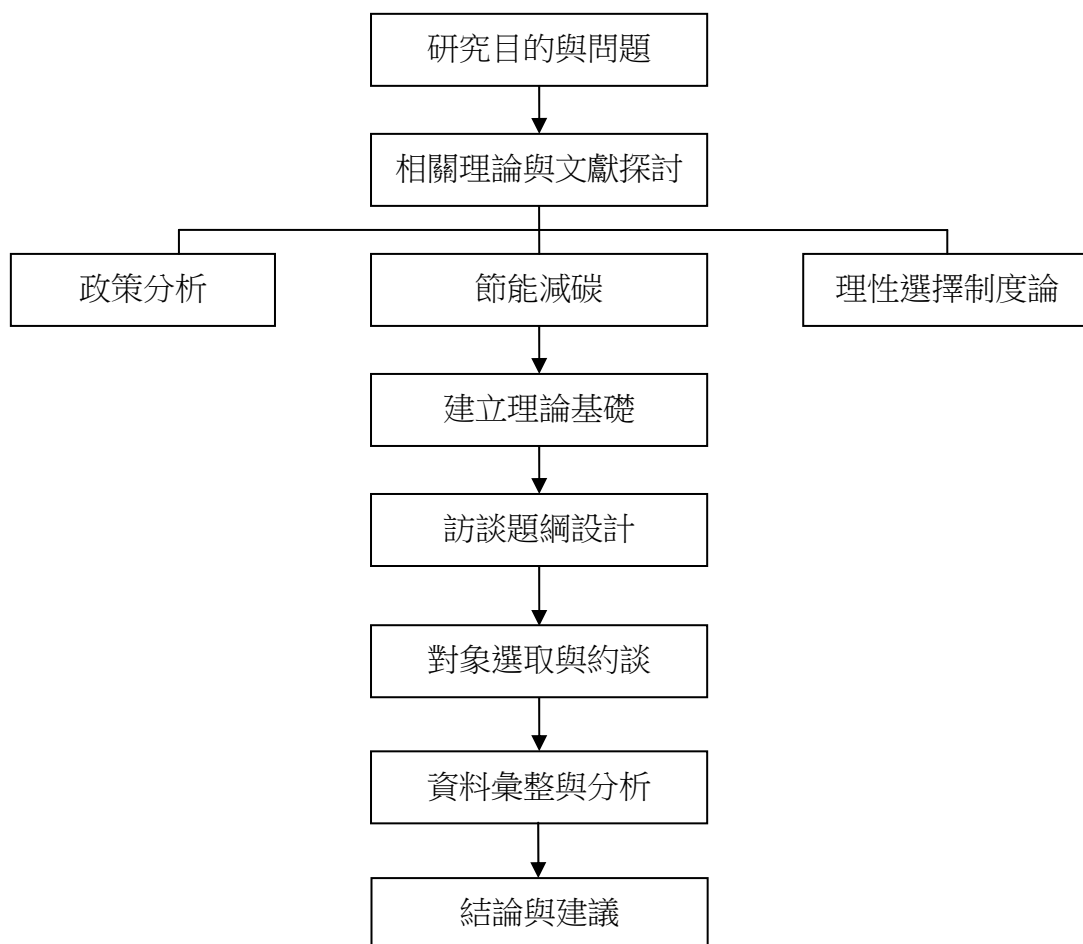 研究目的與問題
相關理論與文獻探討
政策分析
節能減碳
理性選擇制度論
建立理論基礎
訪談題綱設計
對象選取與約談
資料彙整與分析
結論與建議